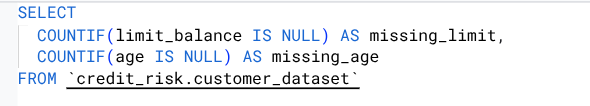 SELECT
  COUNTIF(limit_balance IS NULL) AS missing_limit,
  COUNTIF(age IS NULL) AS missing_age
FROM `credit_risk.customer_dataset`